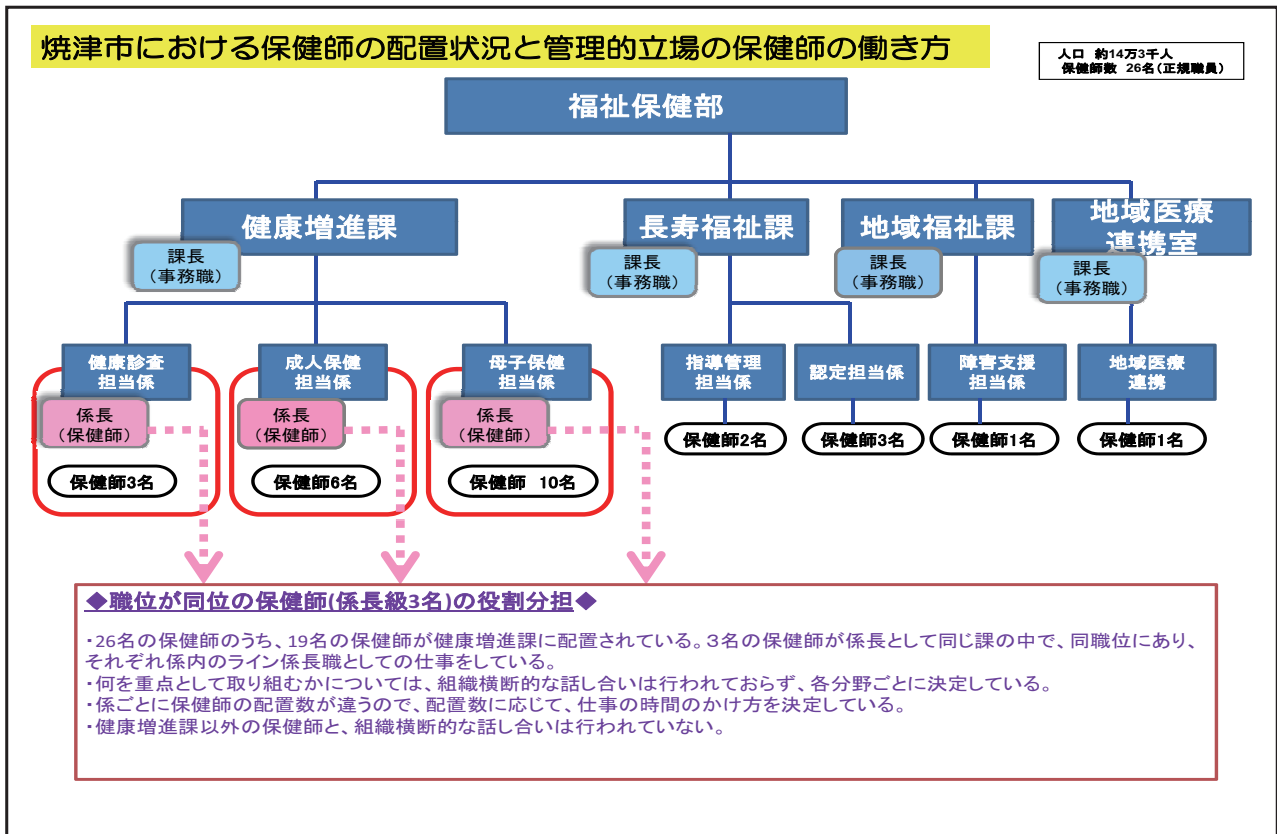 焼津市における保健師の配置状況と管理的立場の保健師の働き方
人口 約14万3千人
保健師数 26名(正規職員)
福祉保健部
健康増進課
長寿福祉課
地域福祉課
地域医療
連携室
課長
(事務職)
課長
(事務職)
課長
(事務職)
課長
(事務職)
健康診査
担当係
成人保健
担当係
母子保健
担当係
指導管理
担当係
認定担当係
障害支援
担当係
地域医療
連携
係長
(保健師)
係長
(保健師)
係長
(保健師)
保健師3名
保健師6名
保健師 10名
保健師2名
保健師3名
保健師1名
保健師1名
◆職位が同位の保健師(係長級3名)の役割分担◆
・26名の保健師のうち、19名の保健師が健康増進課に配置されている。3名の保健師が係長として同じ課の中で、同職位にあり、
それぞれ係内のライン係長職としての仕事をしている。
・何を重点として取り組むかについては、組織横断的な話し合いは行われておらず、各分野ごとに決定している。
・係ごとに保健師の配置数が違うので、配置数に応じて、仕事の時間のかけ方を決定している。
・健康増進課以外の保健師と、組織横断的な話し合いは行われていない。